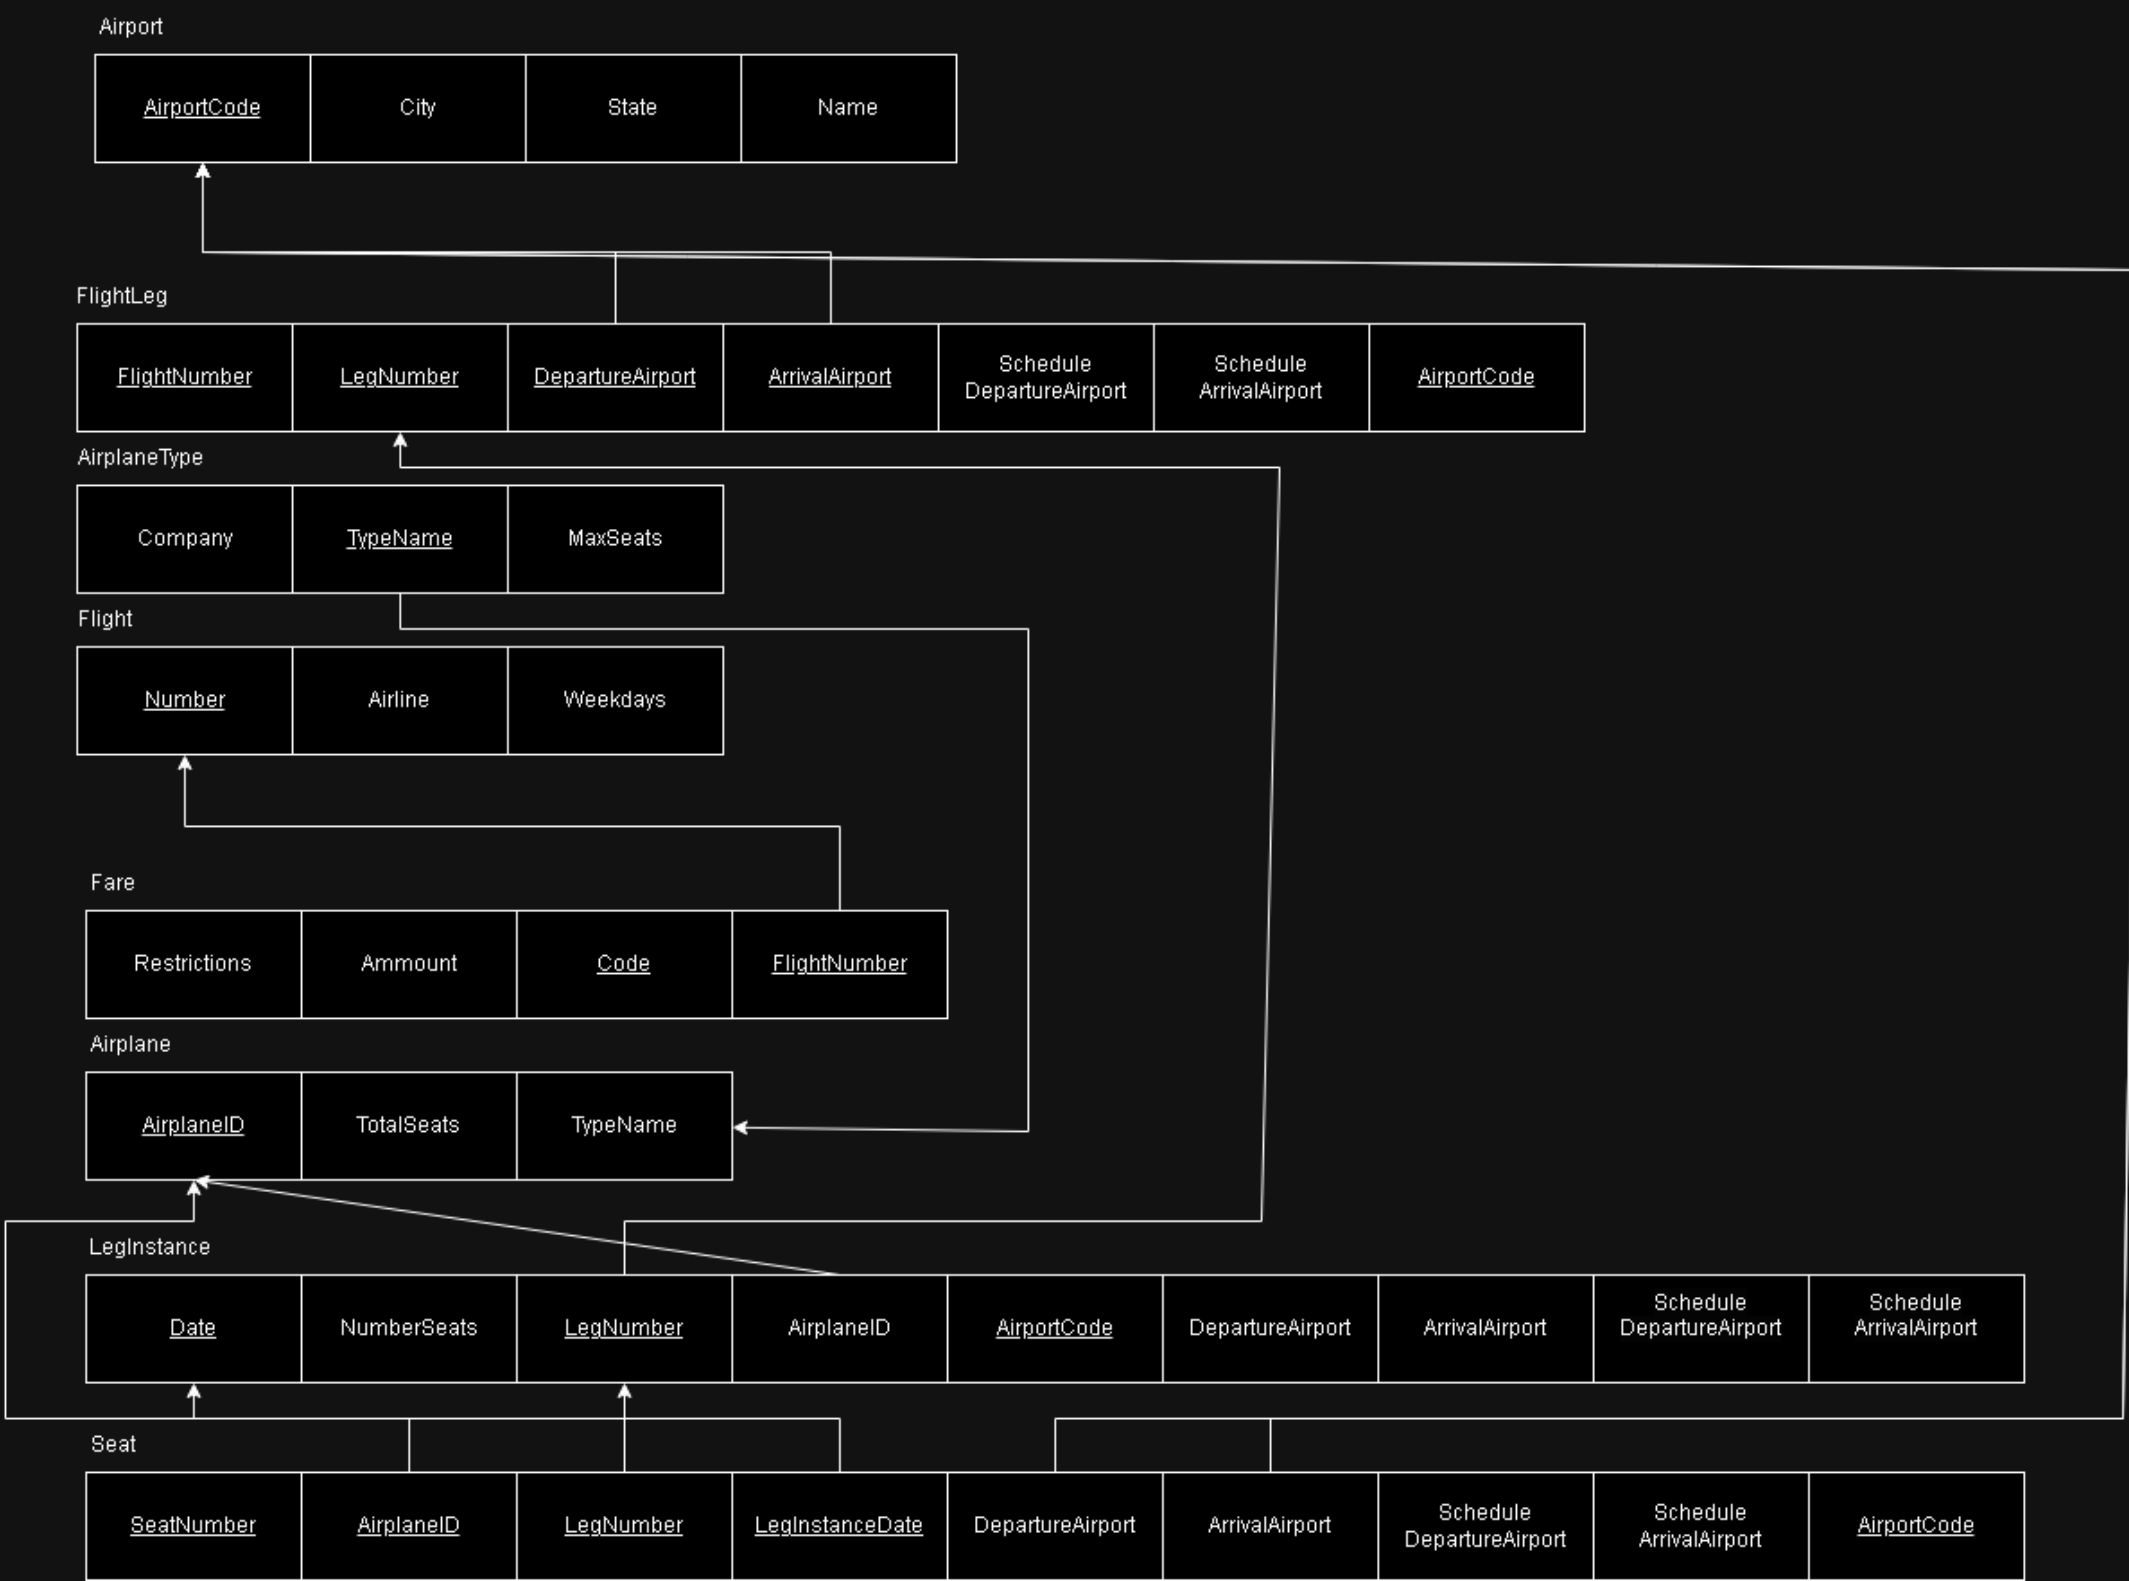 Airport
AirportCode
City
State
Name
FlightLeg
FlightNumber
LegNumber
DepartureAirport
ArrivalAirport
Schedule
DepartureAirport
Schedule
ArrivalAirport
AirportCode
AirplaneType
Company
TypeName
MaxSeats
Flight
Number
Airline
Weekdays
Fare
Restrictions
Ammount
Code
FlightNumber
Airplane
AirplaneID
TotalSeats
TypeName
LegInstance
Date
NumberSeats
LegNumber
AirplaneID
AirportCode
DepartureAirport
ArrivalAirport
Schedule
DepartureAirport
Schedule
ArrivalAirport
Seat
SeatNumber
AirplaneID
LegNumber
LegInstanceDate
DepartureAirport
ArrivalAirport
Schedule
DepartureAirport
Schedule
ArrivalAirport
AirportCode